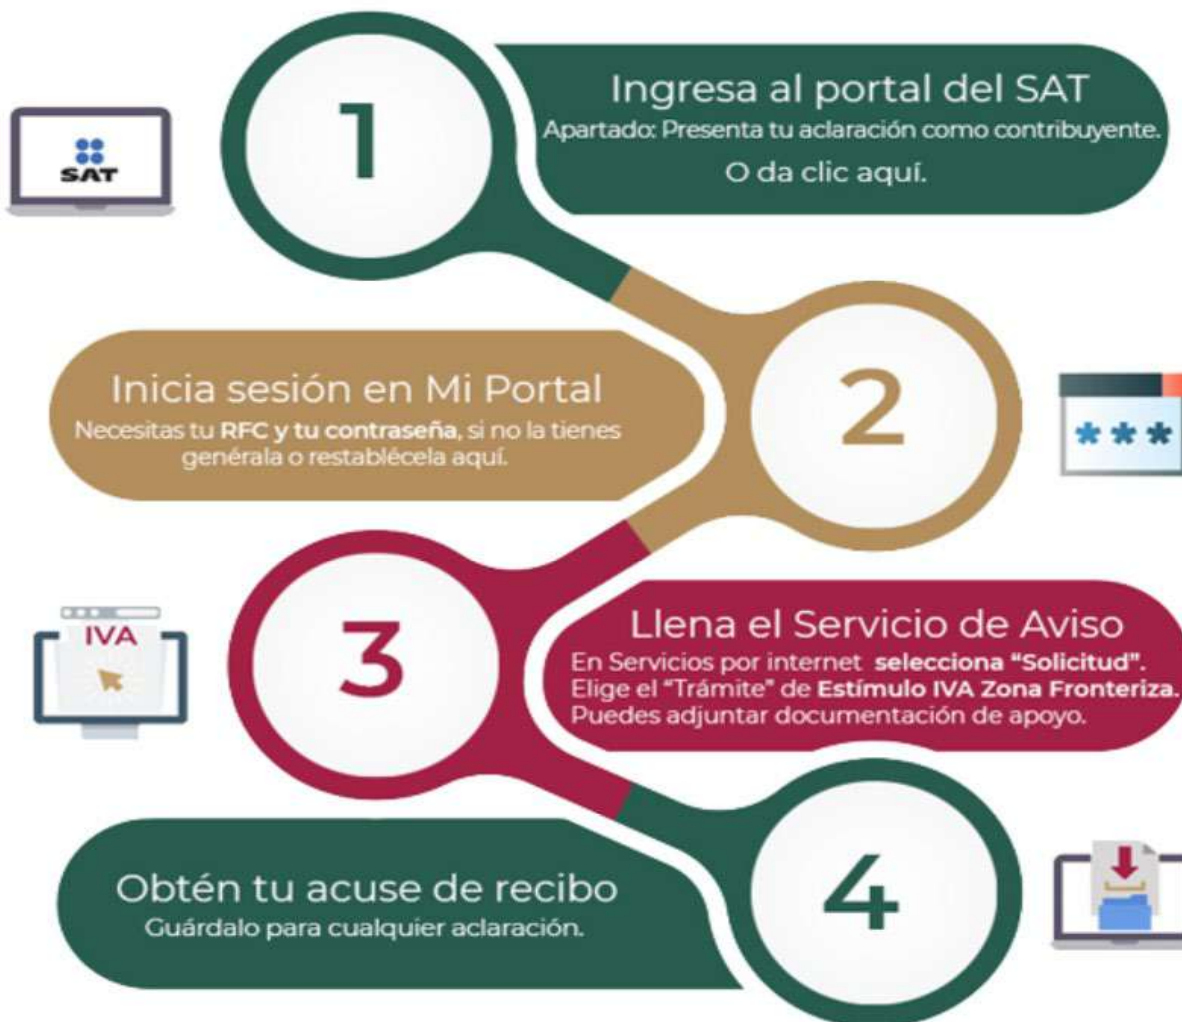 1
Ingresa al portal del SAT
Apartado: Presenta tu aclaración como contribuyente.
O da clic aquí.
SAT
2
Inicia sesión en Mi Portal
Necesitas tu RFC y tu contraseña, si no la tienes
genérala o restablécela aquí.
***
3
Llena el Servicio de Aviso
En Servicios por internet selecciona “Solicitud”.
Elige el “Trámite” de Estímulo IVA Zona Fronteriza.
Puedes adjuntar documentación de apoyo.
IVA
4
Obtén tu acuse de recibo
Guárdalo para cualquier aclaración.